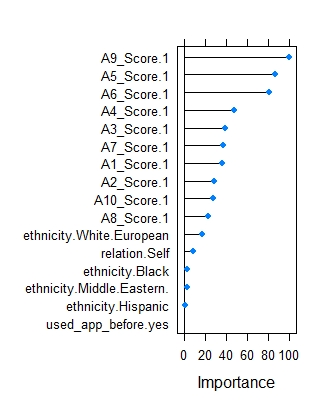 A9_Score.1
A5_Score.1
A6_Score.1
A4_Score.1
A3_Score.1
A7_Score.1
A1_Score.1
A2_Score.1
A10_Score.1
A8_Score.1
ethnicity.White.European
relation.Self
ethnicity.Black
ethnicity.Middle.Eastern.
ethnicity.Hispanic
used_app_before.yes
0 20 40 60 80 100
Importance